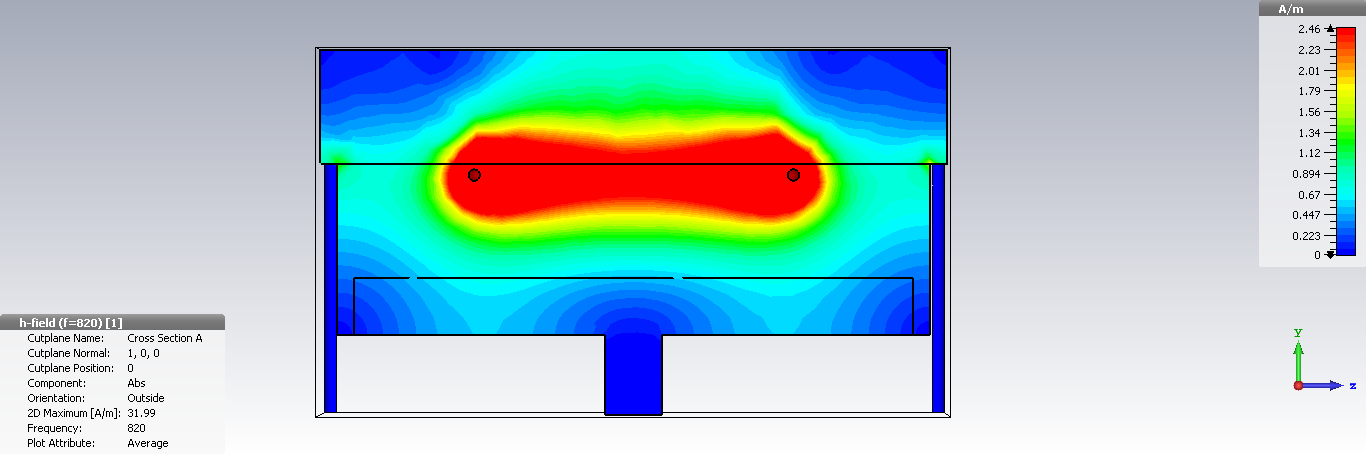 A/m
2.46
2.23
2.01
1.79
1.56
1.34
1.12
0.894
0.67
0.447
0.223
0
h-field (f=820) [1]
Cutplane Name: Cross Section A
Cutplane Normal: 1, 0, 0
Cutplane Position: 0
Component: Abs
Orientation: Outside
2D Maximum [A/m]: 31.99
Frequency: 820
Plot Attribute: Average
y
z